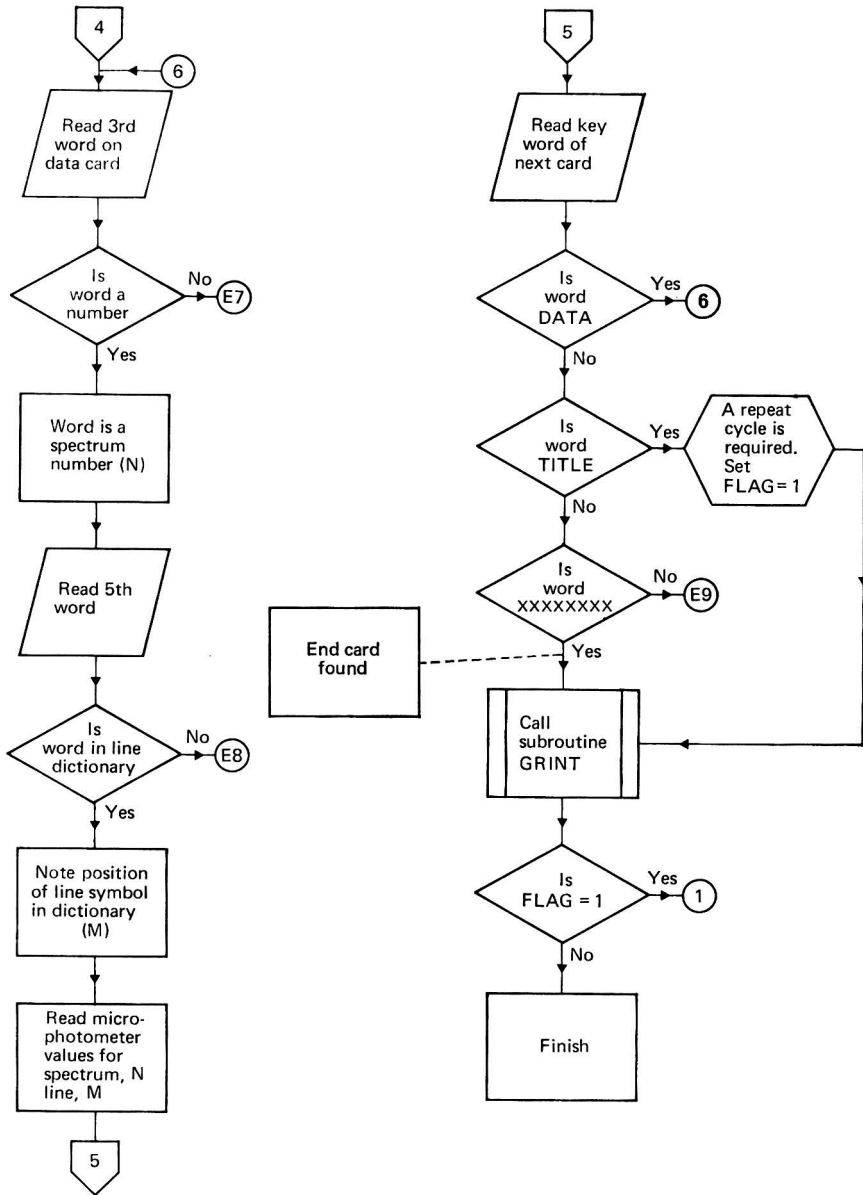 4
6
Read 3rd
word on
data card
Is
word a
number
No
E7
Yes
Word is a
spectrum
number (N)
Read 5th
word
Is
word in line
dictionary
No
E8
Yes
Note position
of line symbol
in dictionary
(M)
Read micro-
photometer
values for
spectrum, N
line, M
5
5
Read key
word of
next card
Is
word
DATA
Yes
6
No
Is
word
TITLE
Yes
A repeat
cycle is
required.
Set
FLAG = 1
No
Is
word
XXXXXXXX
No
E9
Yes
End card
found
Call
subroutine
GRINT
Is
FLAG = 1
Yes
1
No
Finish